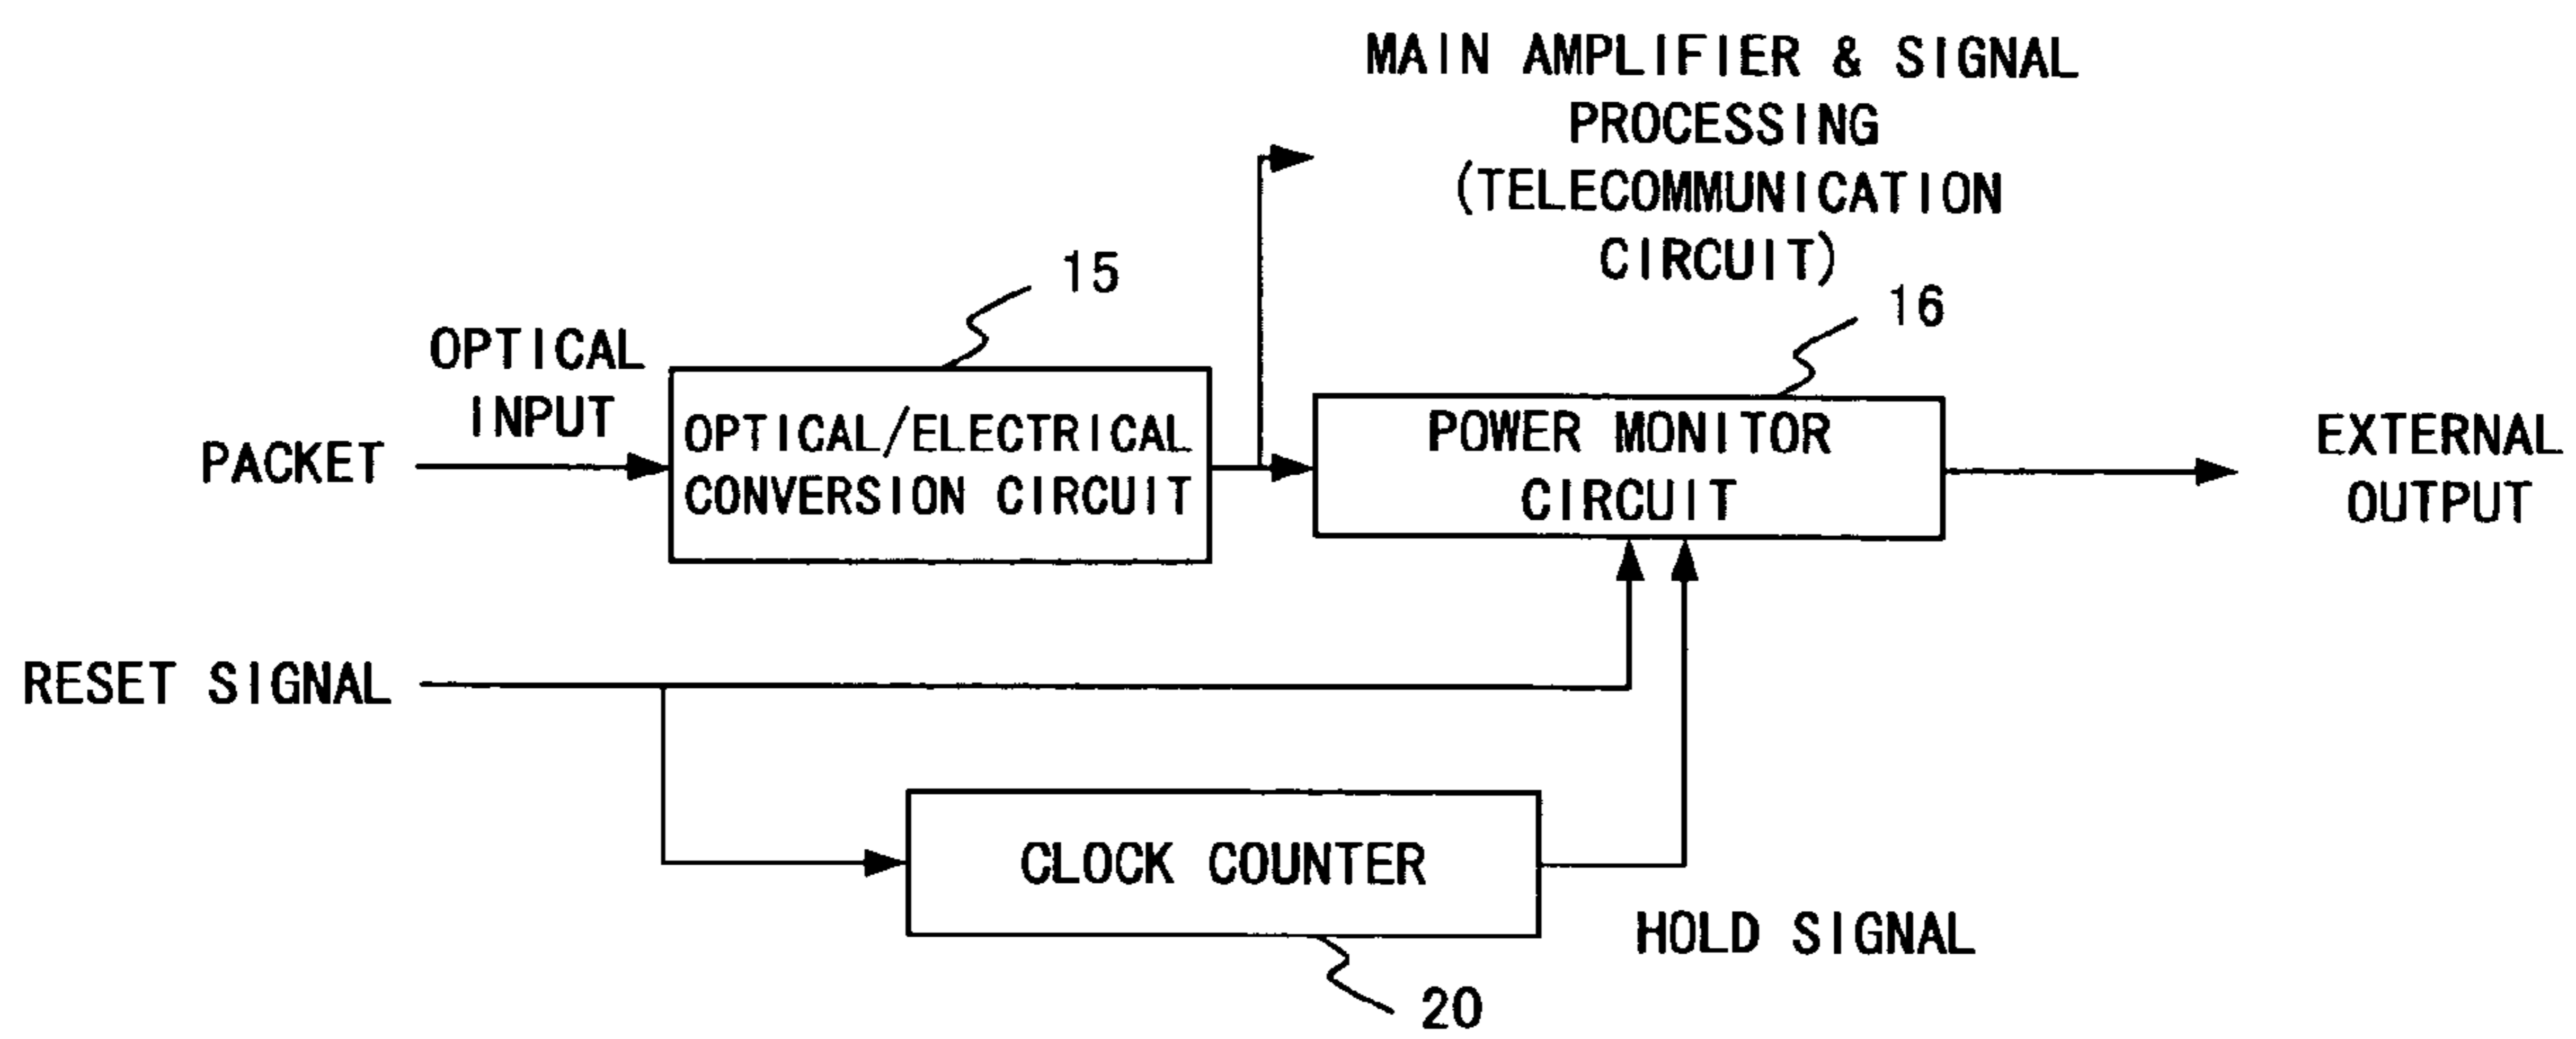 MAIN AMPLIFIER & SIGNAL
PROCESSING
(TELECOMMUNICATION
CIRCUIT)
15
16
OPTICAL
INPUT
PACKET
OPTICAL/ELECTRICAL
CONVERSION CIRCUIT
POWER MONITOR
CIRCUIT
EXTERNAL
OUTPUT
RESET SIGNAL
CLOCK COUNTER
HOLD SIGNAL
20